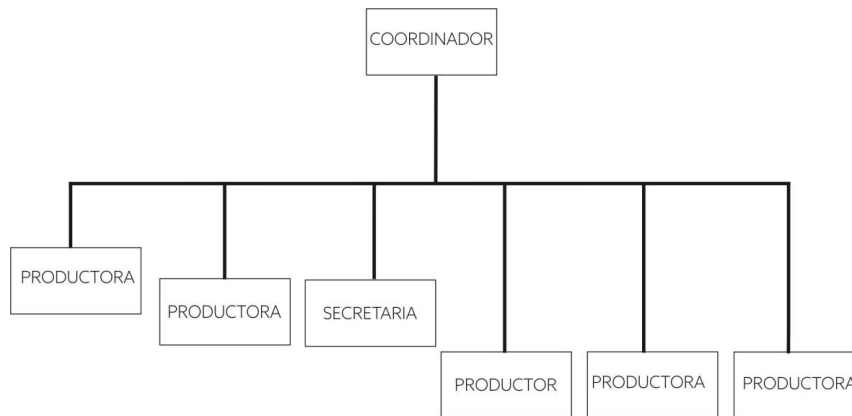 COORDINADOR
PRODUCTORA
PRODUCTORA
SECRETARIA
PRODUCTOR
PRODUCTORA
PRODUCTORA